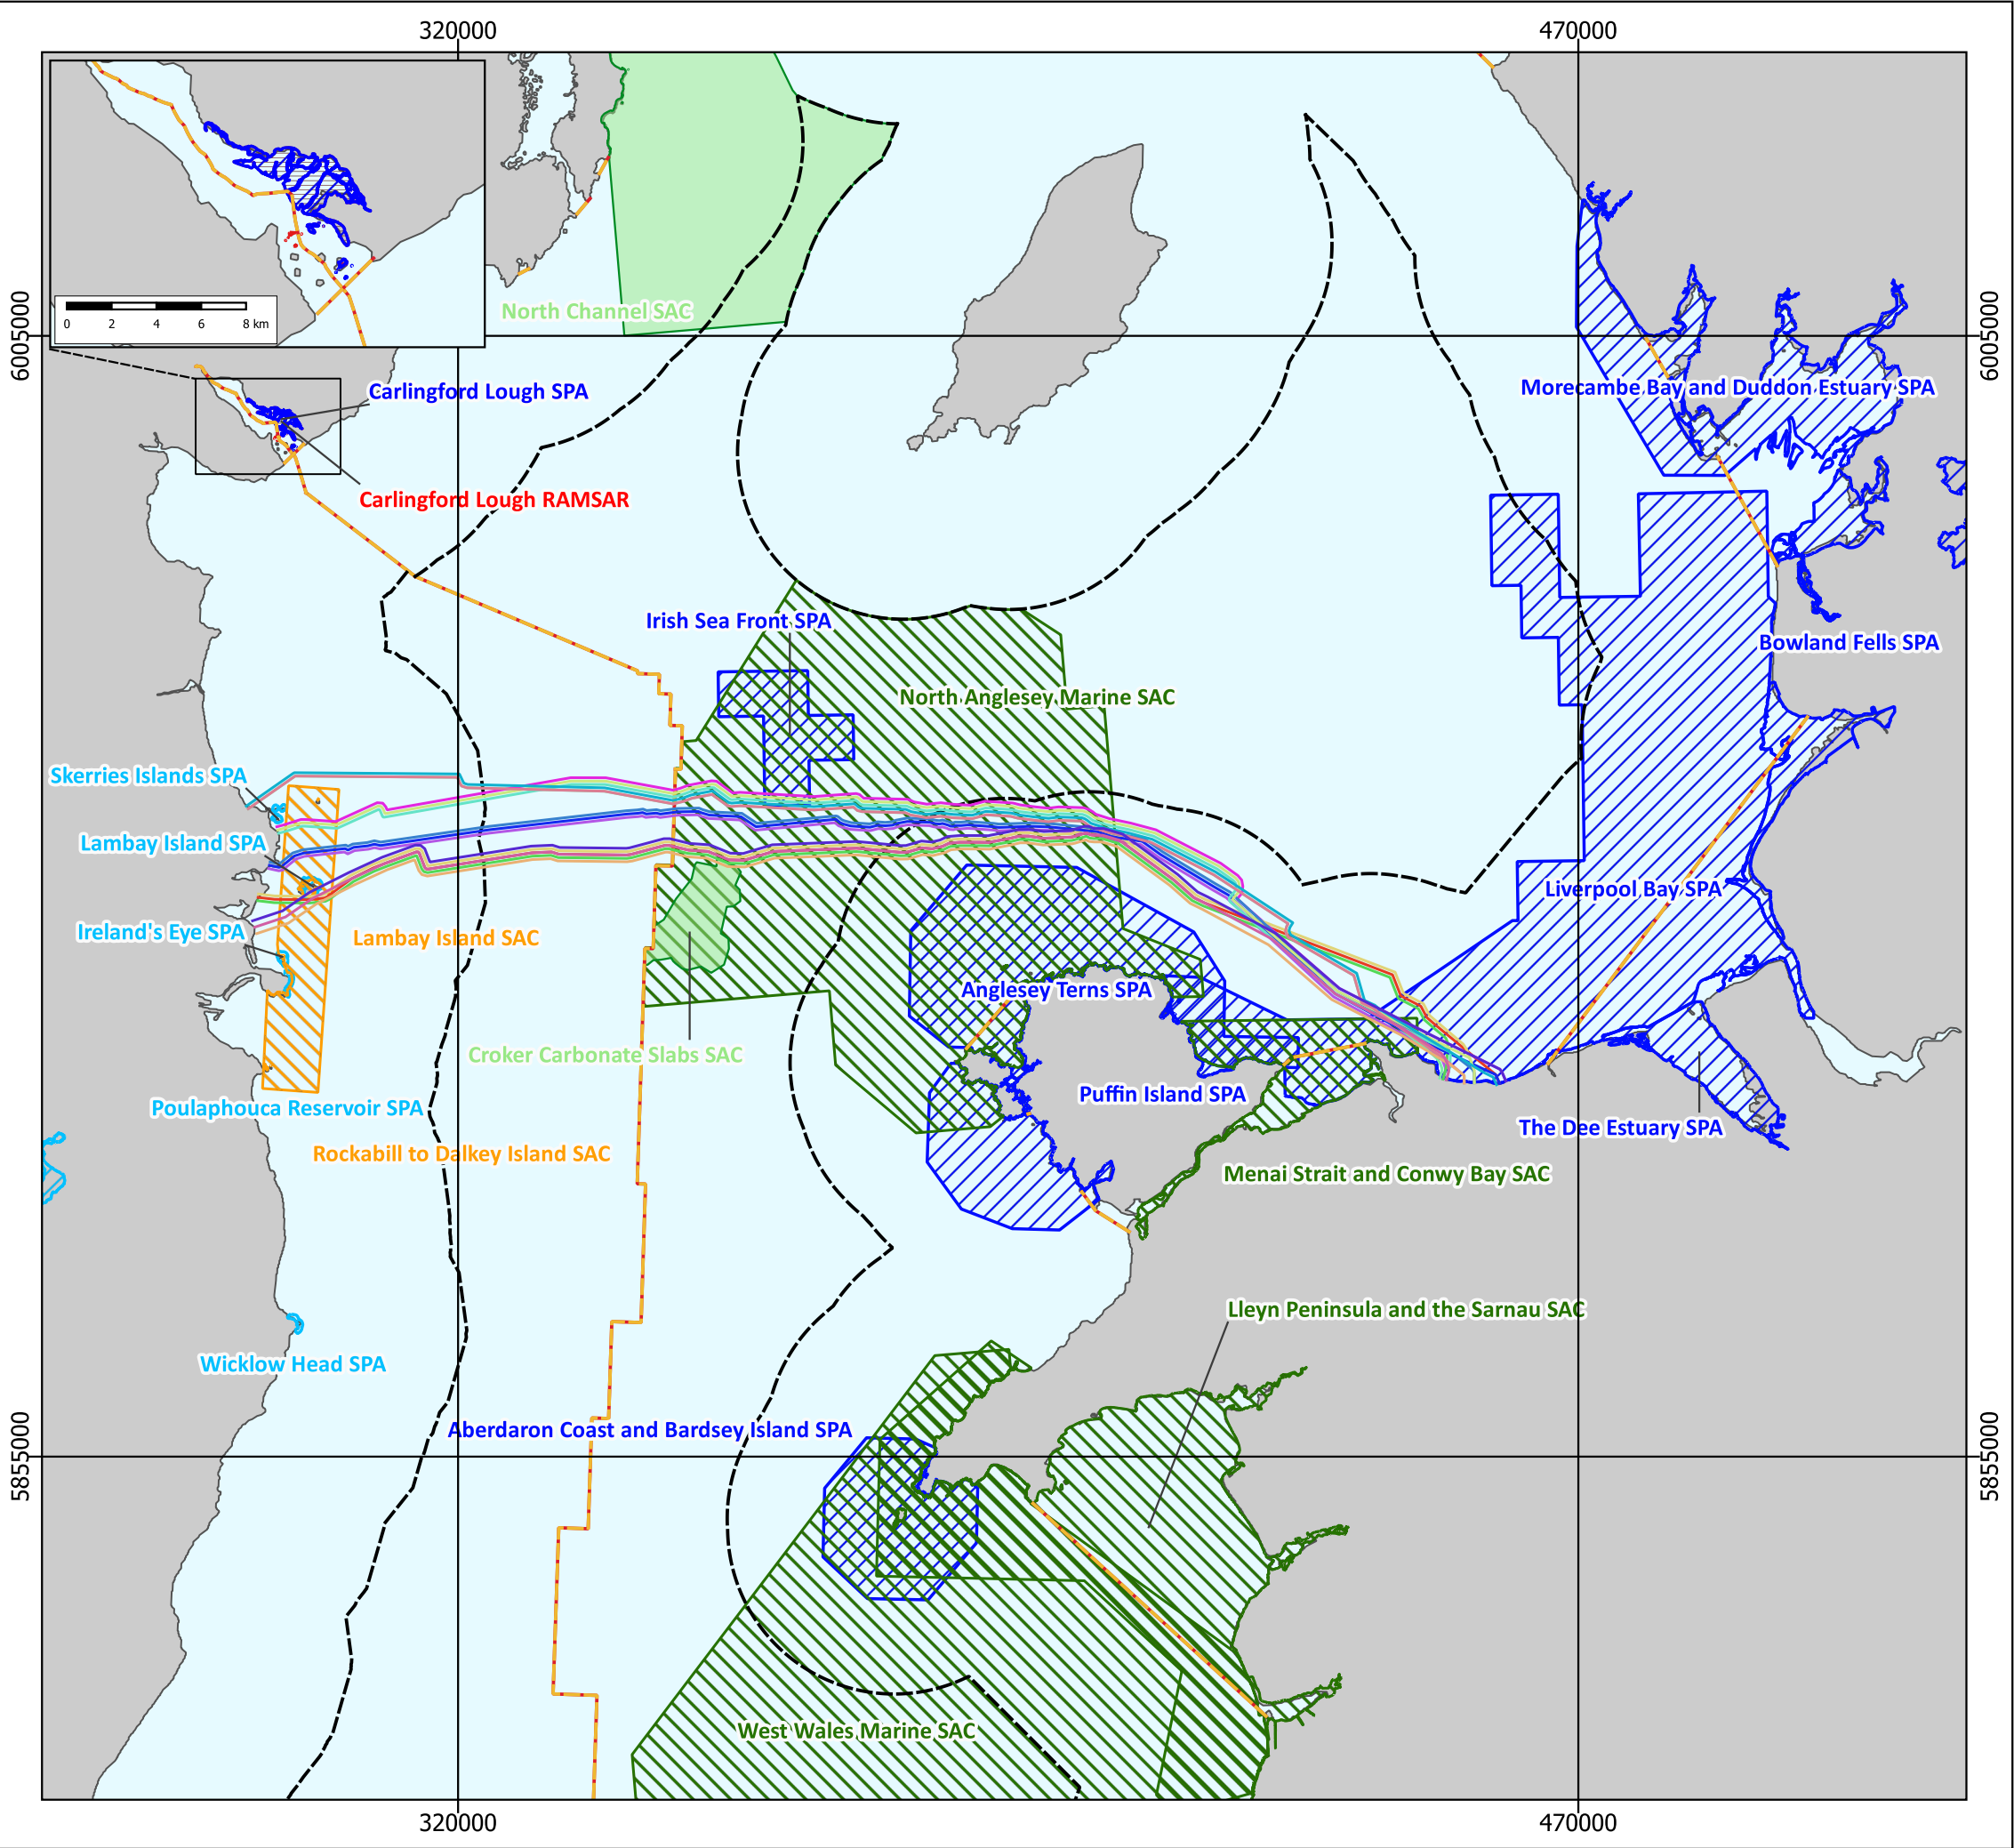 320000
470000
6005000
6005000
0 2 4 6 8 km
North Channel SAC
Carlingford Lough SPA
Morecambe Bay and Duddon Estuary SPA
Carlingford Lough RAMSAR
Irish Sea Front SPA
Bowland Fells SPA
North Anglesey Marine SAC
Skerries Islands SPA
Lambay Island SPA
Liverpool Bay SPA
Ireland's Eye SPA
Lambay Island SAC
Anglesey Terns SPA
Croker Carbonate Slabs SAC
Puffin Island SPA
Poulaphouca Reservoir SPA
The Dee Estuary SPA
Rockabill to Dalkey Island SAC
Menai Strait and Conwy Bay SAC
Lleyn Peninsula and the Sarnau SAC
Wicklow Head SPA
Aberdaron Coast and Bardsey Island SPA
5855000
5855000
West Wales Marine SAC
320000
470000